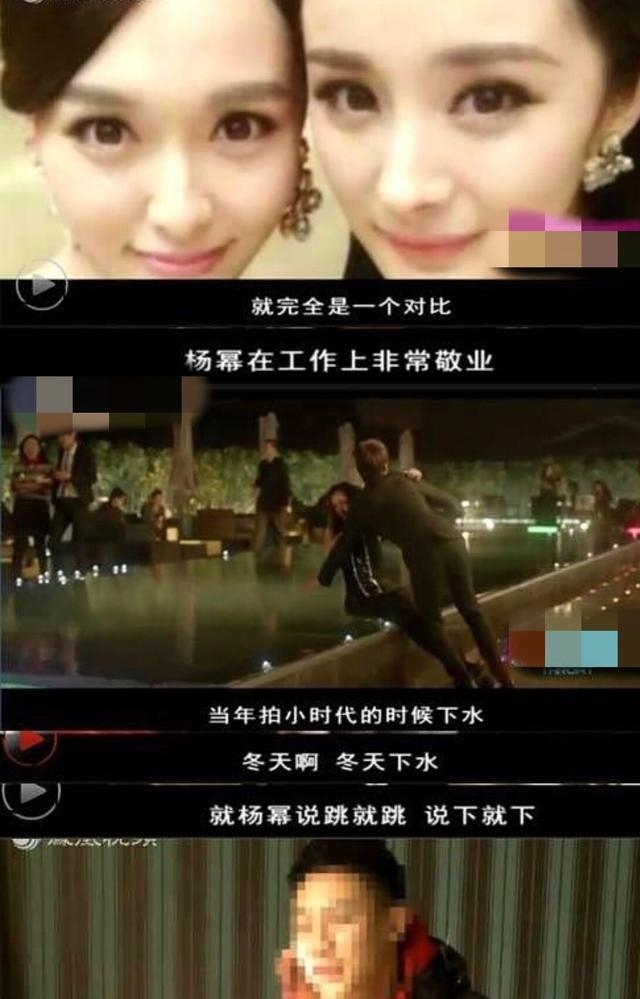 就完全是一个对比
杨幂在工作上非常敬业
当年拍小时代的时候下水
冬天啊 冬天下水
就杨幂说跳就跳 说下就下